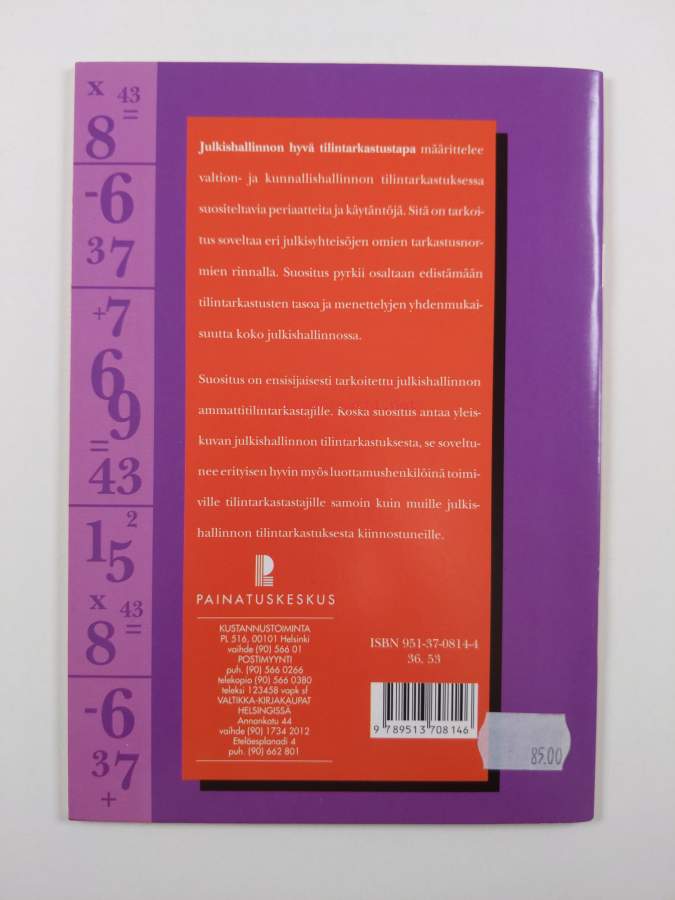 x 43
8 =
-6
37
+7
6
9
=
43
2
15
x 43
8 =
-6
37
+
Julkishallinnon hyvä tilintarkastustapa määrittelee
valtion- ja kunnallishallinnon tilintarkastuksessa
suositeltavia periaatteita ja käytäntöjä. Sitä on tarkoi-
tus soveltaa eri julkisyhteisöjen omien tarkastusnor-
mien rinnalla. Suositus pyrkii osaltaan edistämään
tilintarkastusten tasoa ja menettelyjen yhdenmukai-
suutta koko julkishallinnossa.
Suositus on ensisijaisesti tarkoitettu julkishallinnon
ammattitilintarkastajille. Koska suositus antaa yleis-
kuvan julkishallinnon tilintarkastuksesta, se soveltu-
nee erityisen hyvin myös luottamushenkilöinä toimi-
ville tilintarkastastajille samoin kuin muille julkis-
hallinnon tilintarkastuksesta kiinnostuneille.
PAINATUSKESKUS
KUSTANNUSTOIMINTA
PL 516, 00101 Helsinki
vaihde (90) 566 01
POSTIMYYNTI
puh. (90) 566 0266
telekopio (90) 566 0380
teleksi 123458 vapk sf
VALTIKKA-KIRJAKAUPAT
HELSINGISSÄ
Annankatu 44
vaihde (90) 1734 2012
Eteläesplanadi 4
puh. (90) 662 801
ISBN 951-37-0814-4
36, 53
9 789513 708146
85.00